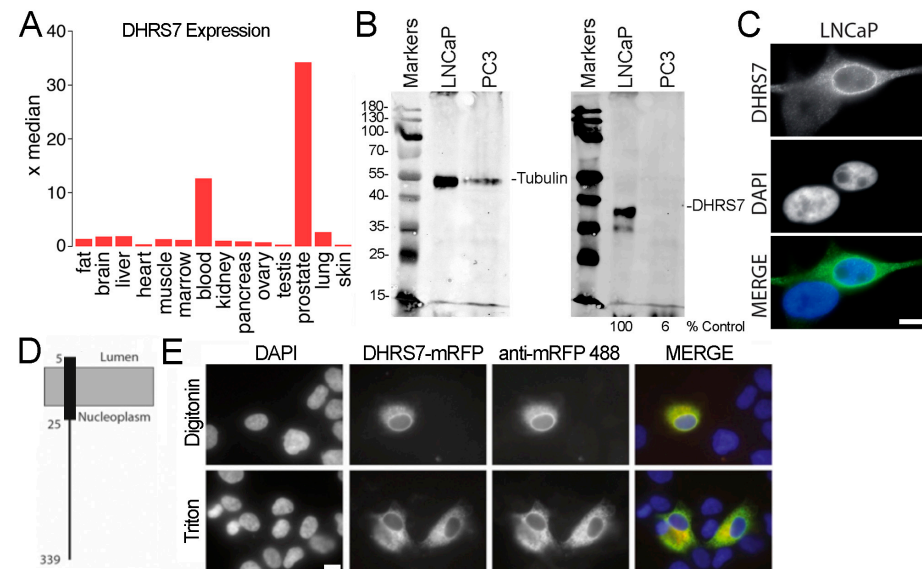 A
DHRS7 Expression
x median
40
30
20
10
0
fat
brain
liver
heart
muscle
marrow
blood
kidney
pancreas
ovary
testis
prostate
lung
skin
B
Markers
LNCaP
PC3
180-
130-
100-
70-
55-
40-
35-
25-
15-
-Tubulin
Markers
LNCaP
PC3
-DHRS7
100 6 % Control
C
LNCaP
DHRS7
DAPI
MERGE
D
5
Lumen
Nucleoplasm
25
339
E
DAPI DHRS7-mRFP anti-mRFP 488 MERGE
Digitonin
Triton